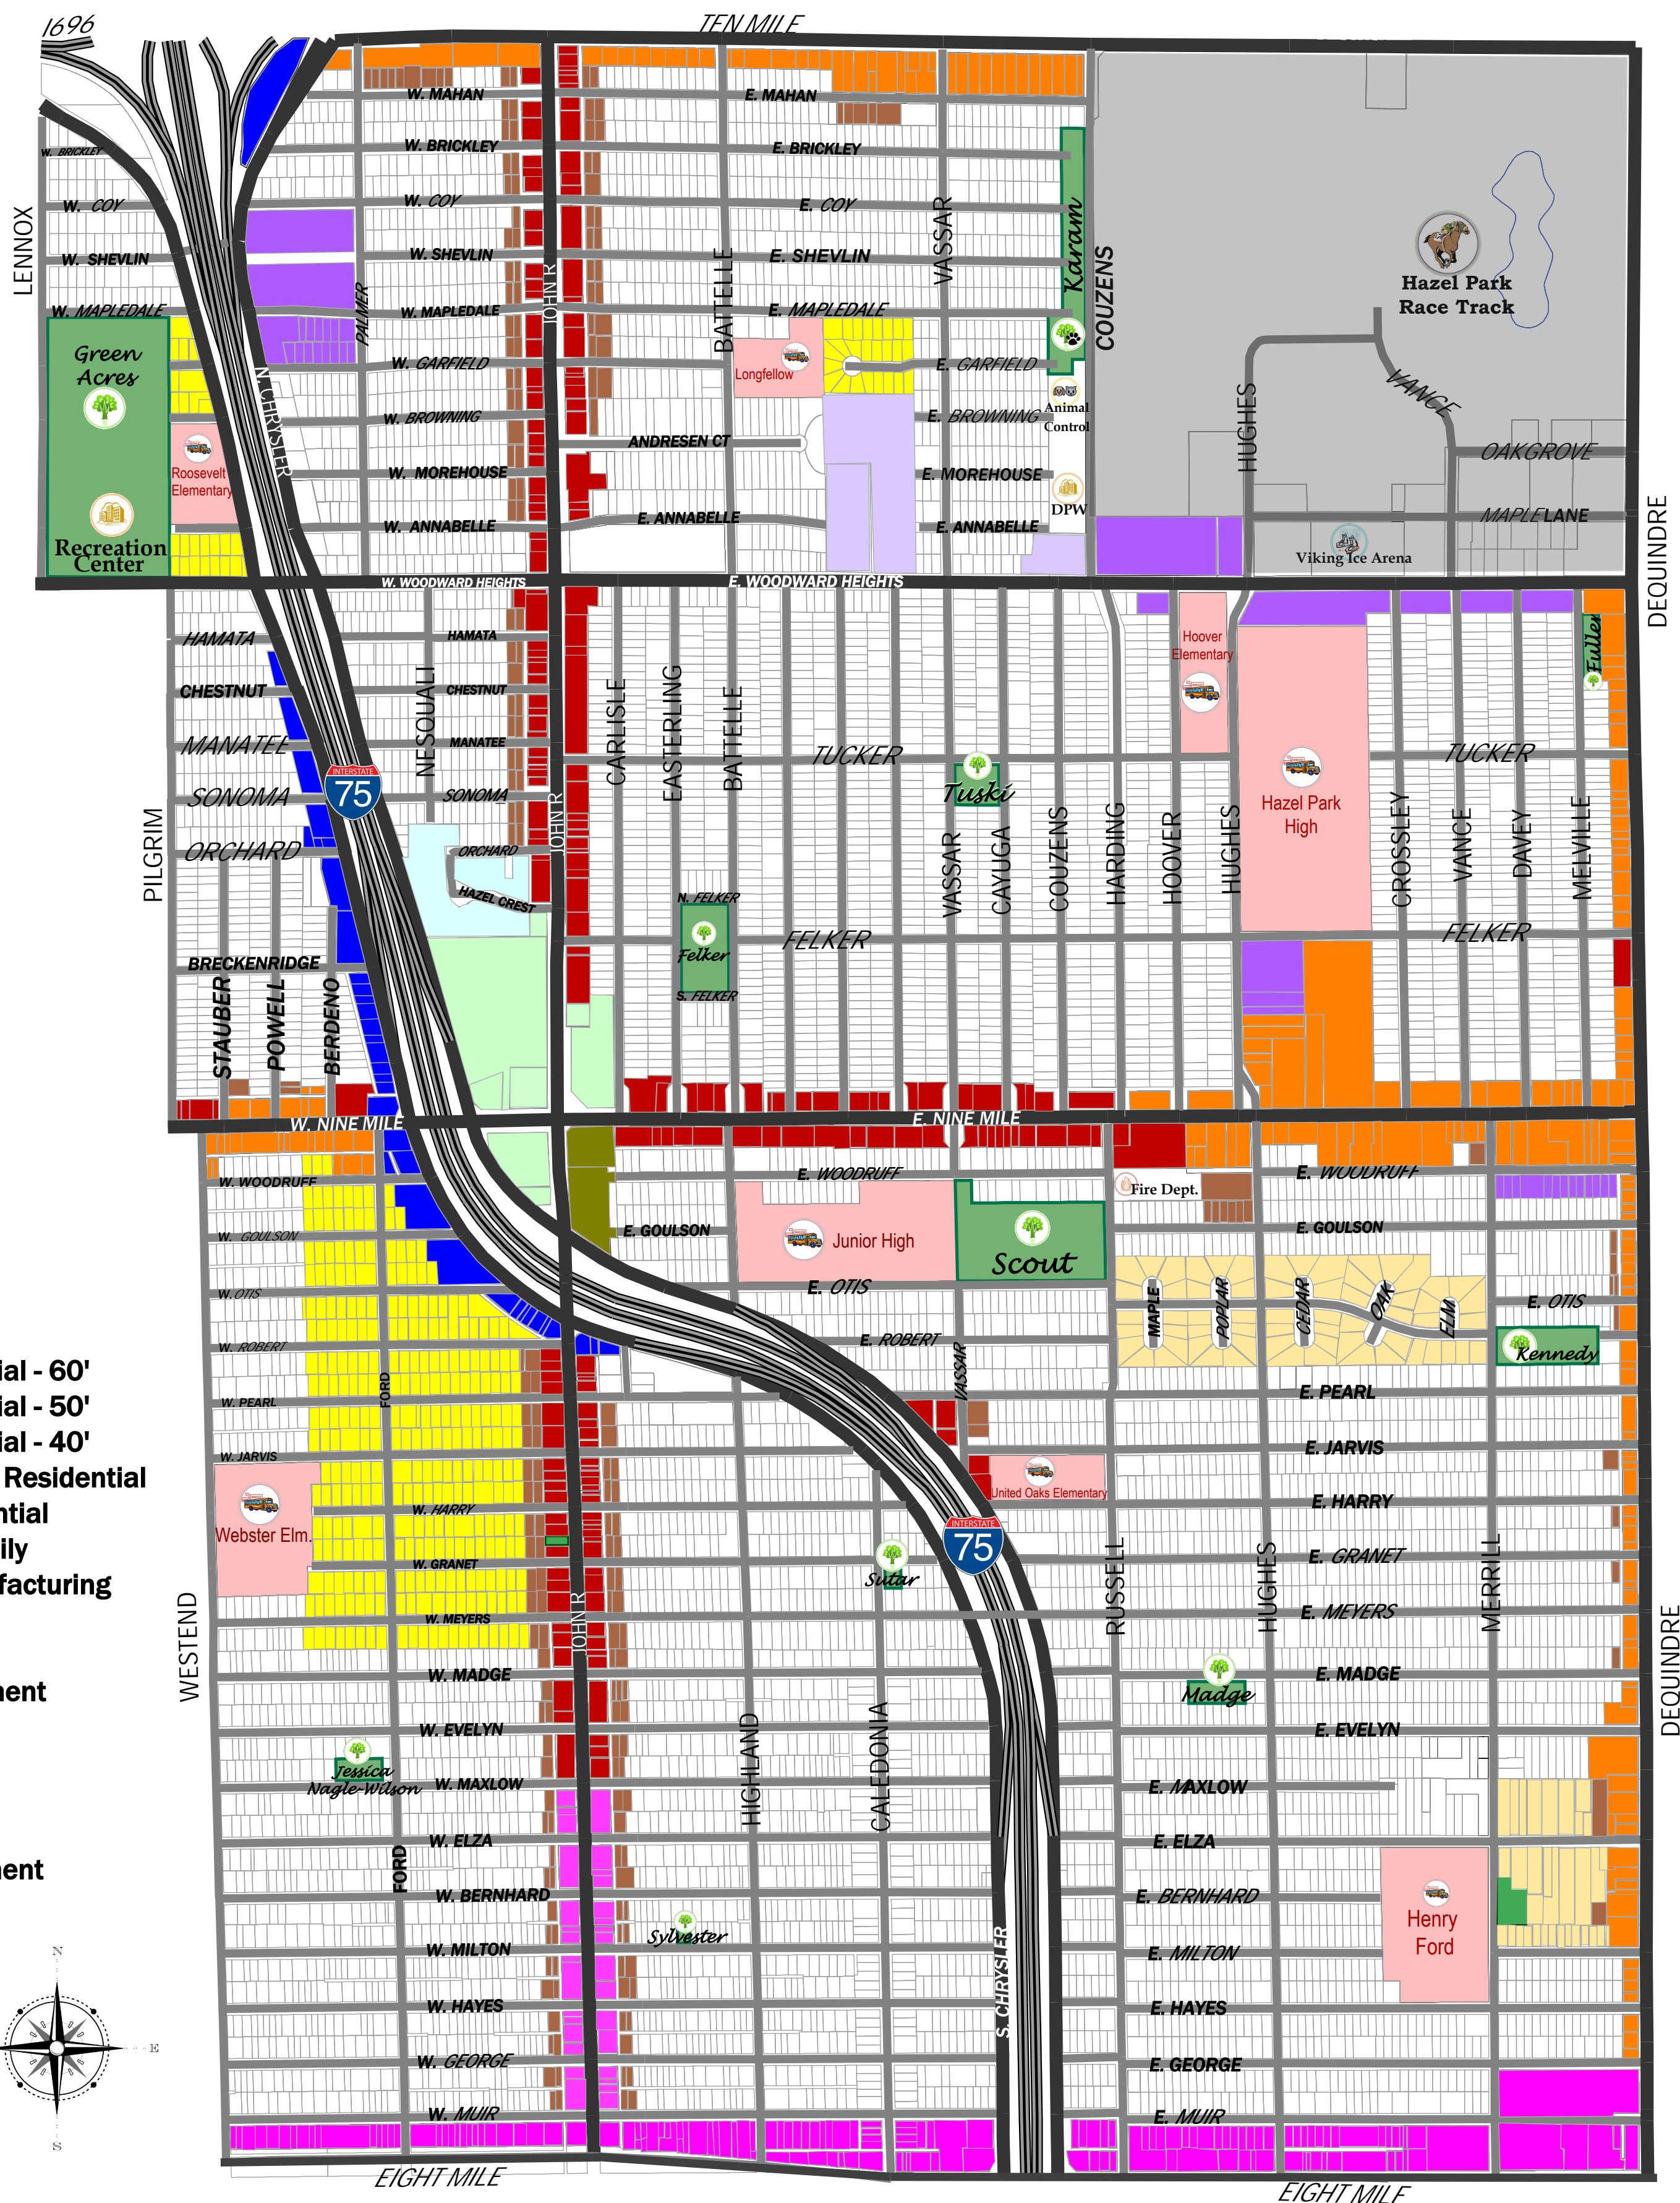 I696
TEN MILE
W. MAHAN
E. MAHAN
W. BRICKLEY
W. BRICKLEY
E. BRICKLEY
W. COY
W. COY
E. COY
W. SHEVLIN
W. SHEVLIN
E. SHEVLIN
W. MAPLEDALE
W. MAPLEDALE
E. MAPLEDALE
LENNOX
PALMER
JOHN R
BATTELLE
VASSAR
Karam
COUZENS
Hazel Park
Race Track
Green
Acres
N. CHRYSLER
W. GARFIELD
Longfellow
E. GARFIELD
HUGHES
VANCE
W. BROWNING
E. BROWNING
Animal
Control
ANDRESEN CT
OAKGROVE
Roosevelt
Elementary
W. MOREHOUSE
E. MOREHOUSE
DPW
Recreation
Center
W. ANNABELLE
E. ANNABELLE
E. ANNABELLE
MAPLELANE
Viking Ice Arena
DEQUINDRE
W. WOODWARD HEIGHTS
E. WOODWARD HEIGHTS
HAMATA
HAMATA
Hoover
Elementary
Fuller
CHESTNUT
CHESTNUT
MANATEE
MANATEE
NESQUALI
CARLISLE
EASTERLING
BATTELLE
TUCKER
TUCKER
INTERSTATE
75
SONOMA
SONOMA
Tuski
Hazel Park
High
PILGRIM
ORCHARD
ORCHARD
JOHN R
VASSAR
CAYUGA
COUZENS
HARDING
HOOVER
HUGHES
CROSSLEY
VANCE
DAVEY
MELVILLE
HAZEL CREST
N. FELKER
Felker
FELKER
FELKER
S. FELKER
BRECKENRIDGE
STAUBER
POWELL
BERDENO
W. NINE MILE
E. NINE MILE
W. WOODRUFF
E. WOODRUFF
E. WOODRUFF
Fire Dept.
W. GOULSON
E. GOULSON
E. GOULSON
Junior High
Scout
W. OTIS
E. OTIS
E. OTIS
MAPLE
POPLAR
CEDAR
OAK
ELM
W. ROBERT
E. ROBERT
Kennedy
ial - 60'
ial - 50'
ial - 40'
Residential
ntial
ily
facturing
nent
nent
FORD
VASSAR
W. PEARL
E. PEARL
W. JARVIS
E. JARVIS
Webster Elm.
United Oaks Elementary
W. HARRY
E. HARRY
INTERSTATE
75
W. GRANET
E. GRANET
Sutar
WESTEND
JOHN R
RUSSELL
HUGHES
MERRILL
DEQUINDRE
W. MEYERS
E. MEYERS
W. MADGE
E. MADGE
Madge
W. EVELYN
E. EVELYN
HIGHLAND
CALEDONIA
Jessica
Nagle-Wilson
W. MAXLOW
E. MAXLOW
W. ELZA
E. ELZA
FORD
W. BERNHARD
E. BERNHARD
Henry
Ford
Sylvester
W. MILTON
E. MILTON
S. CHRYSLER
W. HAYES
E. HAYES
W. GEORGE
E. GEORGE
W. MUIR
E. MUIR
EIGHT MILE
EIGHT MILE
N
E
S